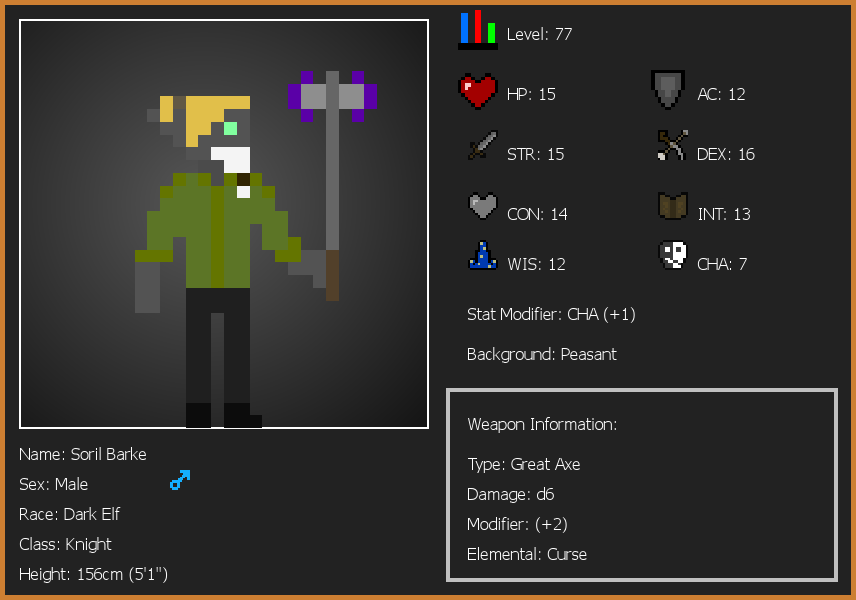 Level: 77
HP: 15
AC: 12
STR: 15
DEX: 16
CON: 14
INT: 13
WIS: 12
CHA: 7
Stat Modifier: CHA (+1)
Background: Peasant
Weapon Information:
Type: Great Axe
Damage: d6
Modifier: (+2)
Elemental: Curse
Name: Soril Barke
Sex: Male
Race: Dark Elf
Class: Knight
Height: 156cm (5'1")